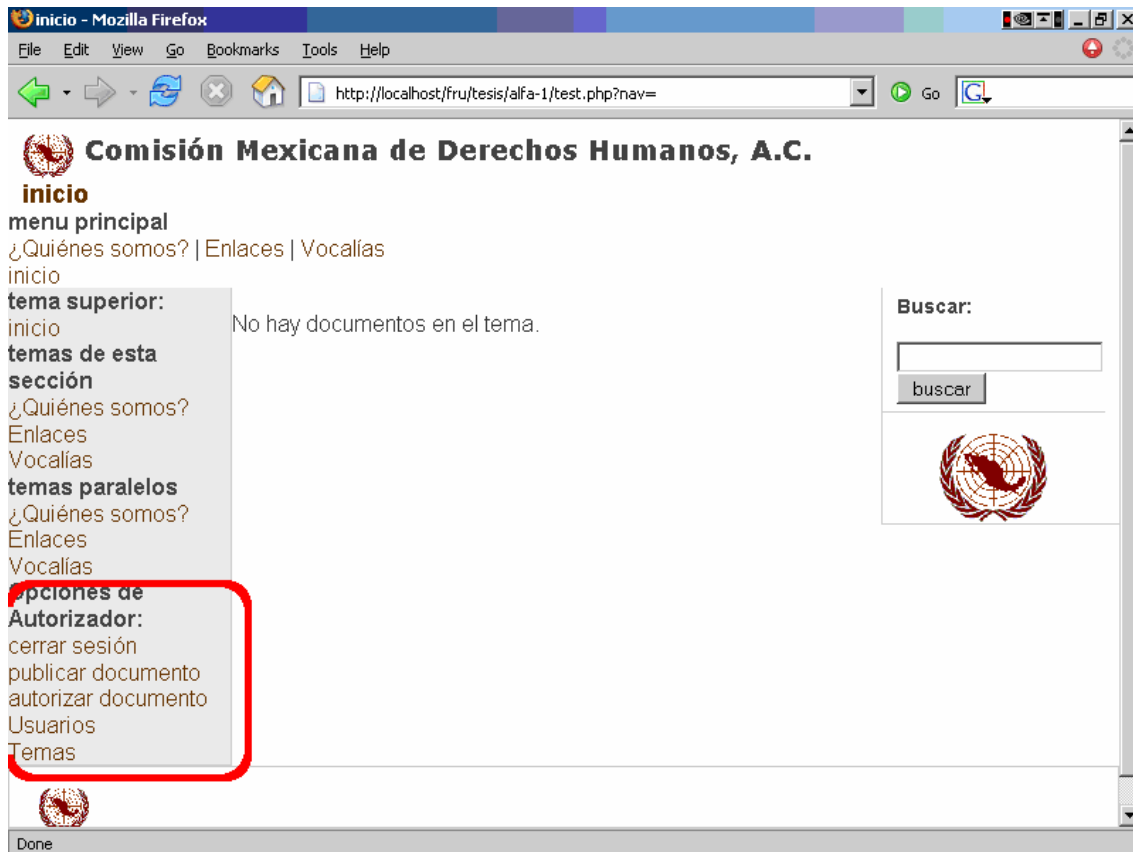 inicio - Mozilla Firefox
File Edit View Go Bookmarks Tools Help
http://localhost/fru/tesis/alfa-1/test.php?nav=
Go
G
Comisión Mexicana de Derechos Humanos, A.C.
inicio
menu principal
¿Quiénes somos? | Enlaces | Vocalías
inicio
tema superior:
inicio
temas de esta
sección
¿Quiénes somos?
Enlaces
Vocalías
temas paralelos
¿Quiénes somos?
Enlaces
Vocalías
Opciones de
Autorizador:
cerrar sesión
publicar documento
autorizar documento
Usuarios
Temas
No hay documentos en el tema.
Buscar:
buscar
Done